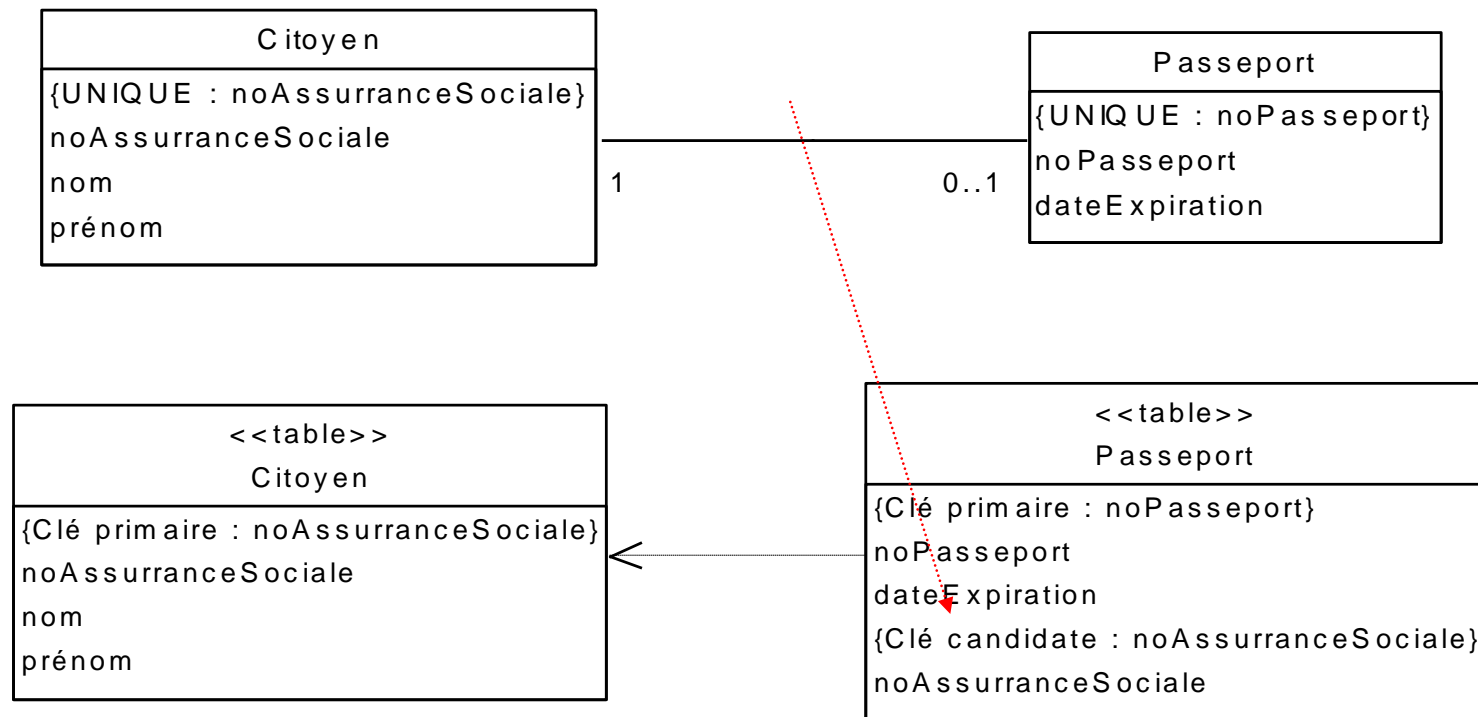 Citoyen
{UNIQUE : noAssurranceSociale}
noAssurranceSociale
nom
prénom
1
0..1
Passeport
{UNIQUE : noPasseport}
noPasseport
dateExpiration
<<table>>
Citoyen
{Clé primaire : noAssurranceSociale}
noAssurranceSociale
nom
prénom
<<table>>
Passeport
{Clé primaire : noPasseport}
noPasseport
dateExpiration
{Clé candidate : noAssurranceSociale}
noAssurranceSociale